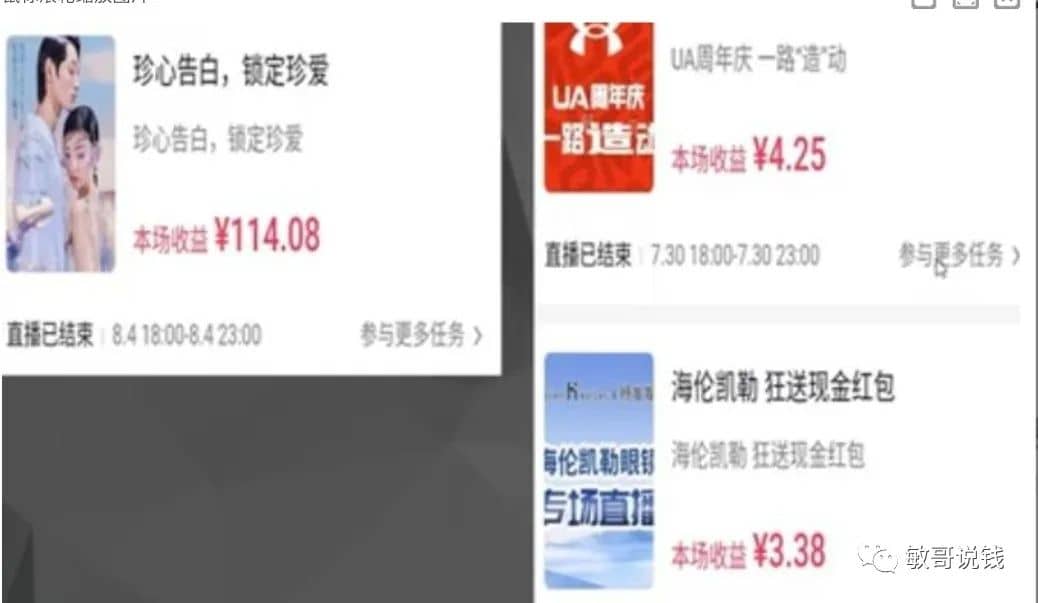 珍心告白，锁定珍爱
珍心告白，锁定珍爱
本场收益 ¥114.08
直播已结束 | 8.4 18:00-8.4 23:00
参与更多任务 >
UA周年庆
一路造动
UA周年庆 一路“造”动
本场收益 ¥4.25
直播已结束 | 7.30 18:00-7.30 23:00
参与更多任务 >
海伦凯勒眼镜
专场直播
海伦凯勒 狂送现金红包
海伦凯勒 狂送现金红包
本场收益 ¥3.38
敏哥说钱